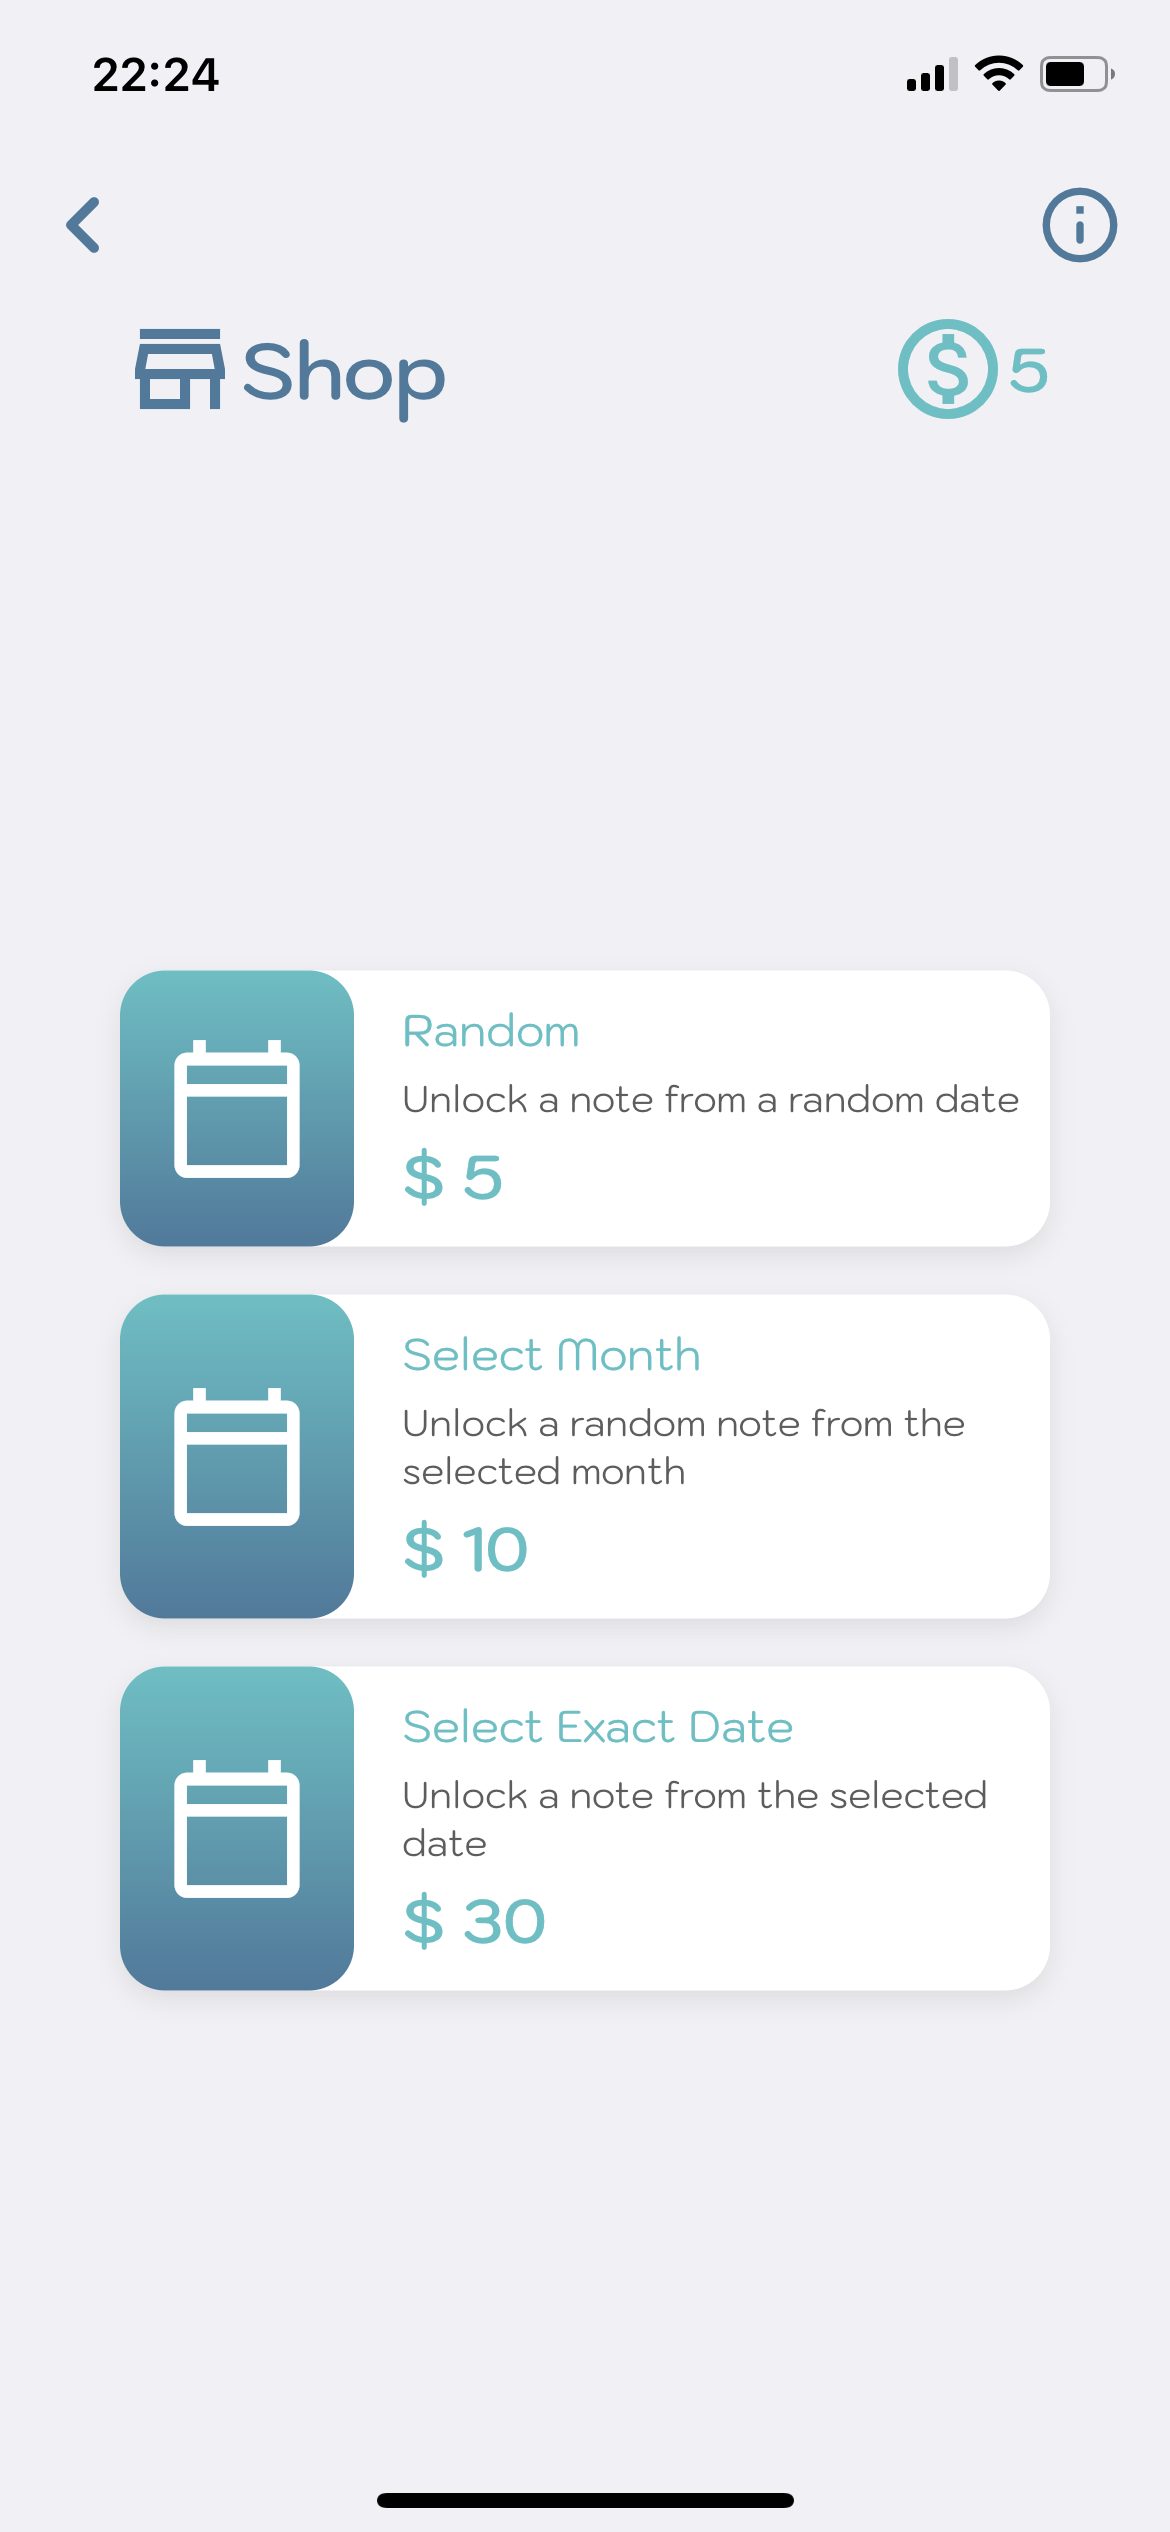 22:24
Shop
5
Random
Unlock a note from a random date
$ 5
Select Month
Unlock a random note from the
selected month
$ 10
Select Exact Date
Unlock a note from the selected
date
$ 30